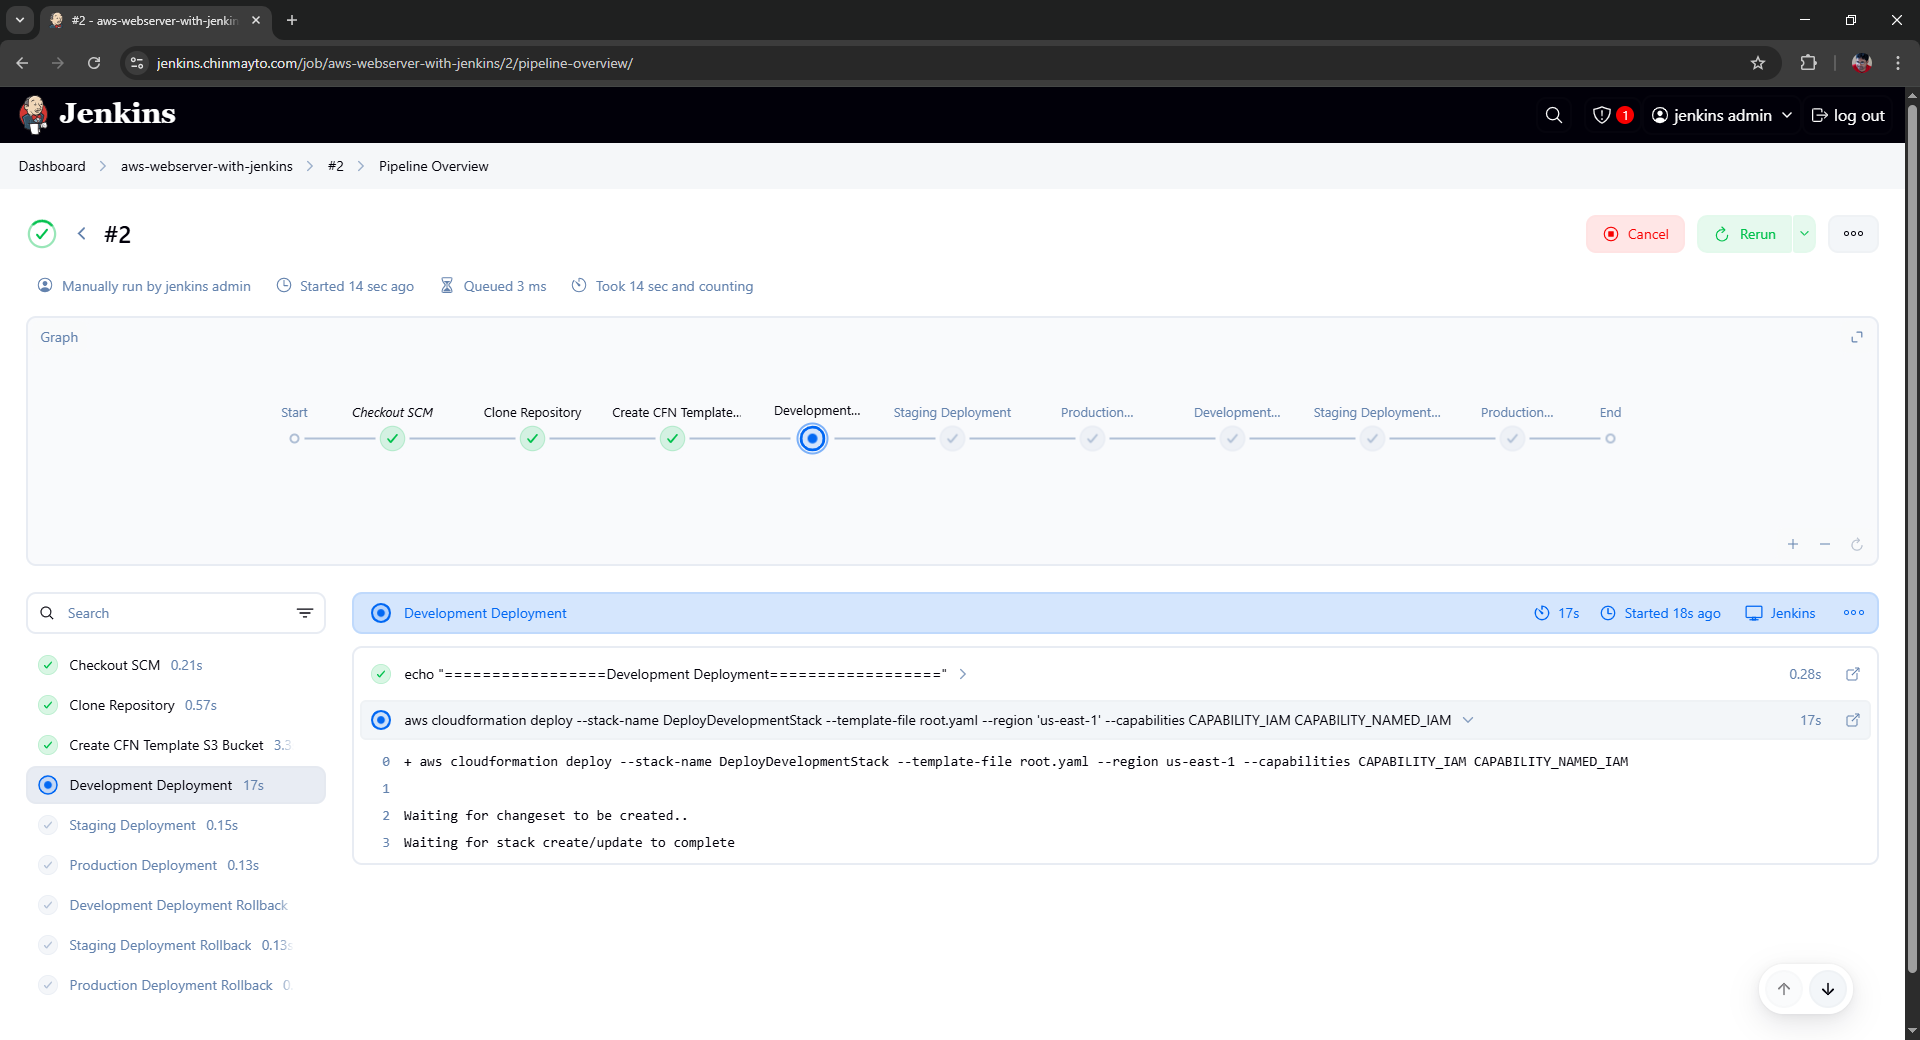 #2 - aws-webserver-with-jenkin
jenkins.chinmayto.com/job/aws-webserver-with-jenkins/2/pipeline-overview/
Jenkins
1
jenkins admin
log out
Dashboard
aws-webserver-with-jenkins
#2
Pipeline Overview
#2
Cancel
Rerun
Manually run by jenkins admin
Started 14 sec ago
Queued 3 ms
Took 14 sec and counting
Graph
Start
Checkout SCM
Clone Repository
Create CFN Template...
Development...
Staging Deployment
Production...
Development...
Staging Deployment...
Production...
End
Search
Development Deployment
17s
Started 18s ago
Jenkins
Checkout SCM 0.21s
Clone Repository 0.57s
Create CFN Template S3 Bucket 3.3
Development Deployment 17s
Staging Deployment 0.15s
Production Deployment 0.13s
Development Deployment Rollback
Staging Deployment Rollback 0.13s
Production Deployment Rollback 0.
echo "=================Development Deployment=================="
0.28s
aws cloudformation deploy --stack-name DeployDevelopmentStack --template-file root.yaml --region 'us-east-1' --capabilities CAPABILITY_IAM CAPABILITY_NAMED_IAM
17s
0 + aws cloudformation deploy --stack-name DeployDevelopmentStack --template-file root.yaml --region us-east-1 --capabilities CAPABILITY_IAM CAPABILITY_NAMED_IAM
1
2 Waiting for changeset to be created..
3 Waiting for stack create/update to complete